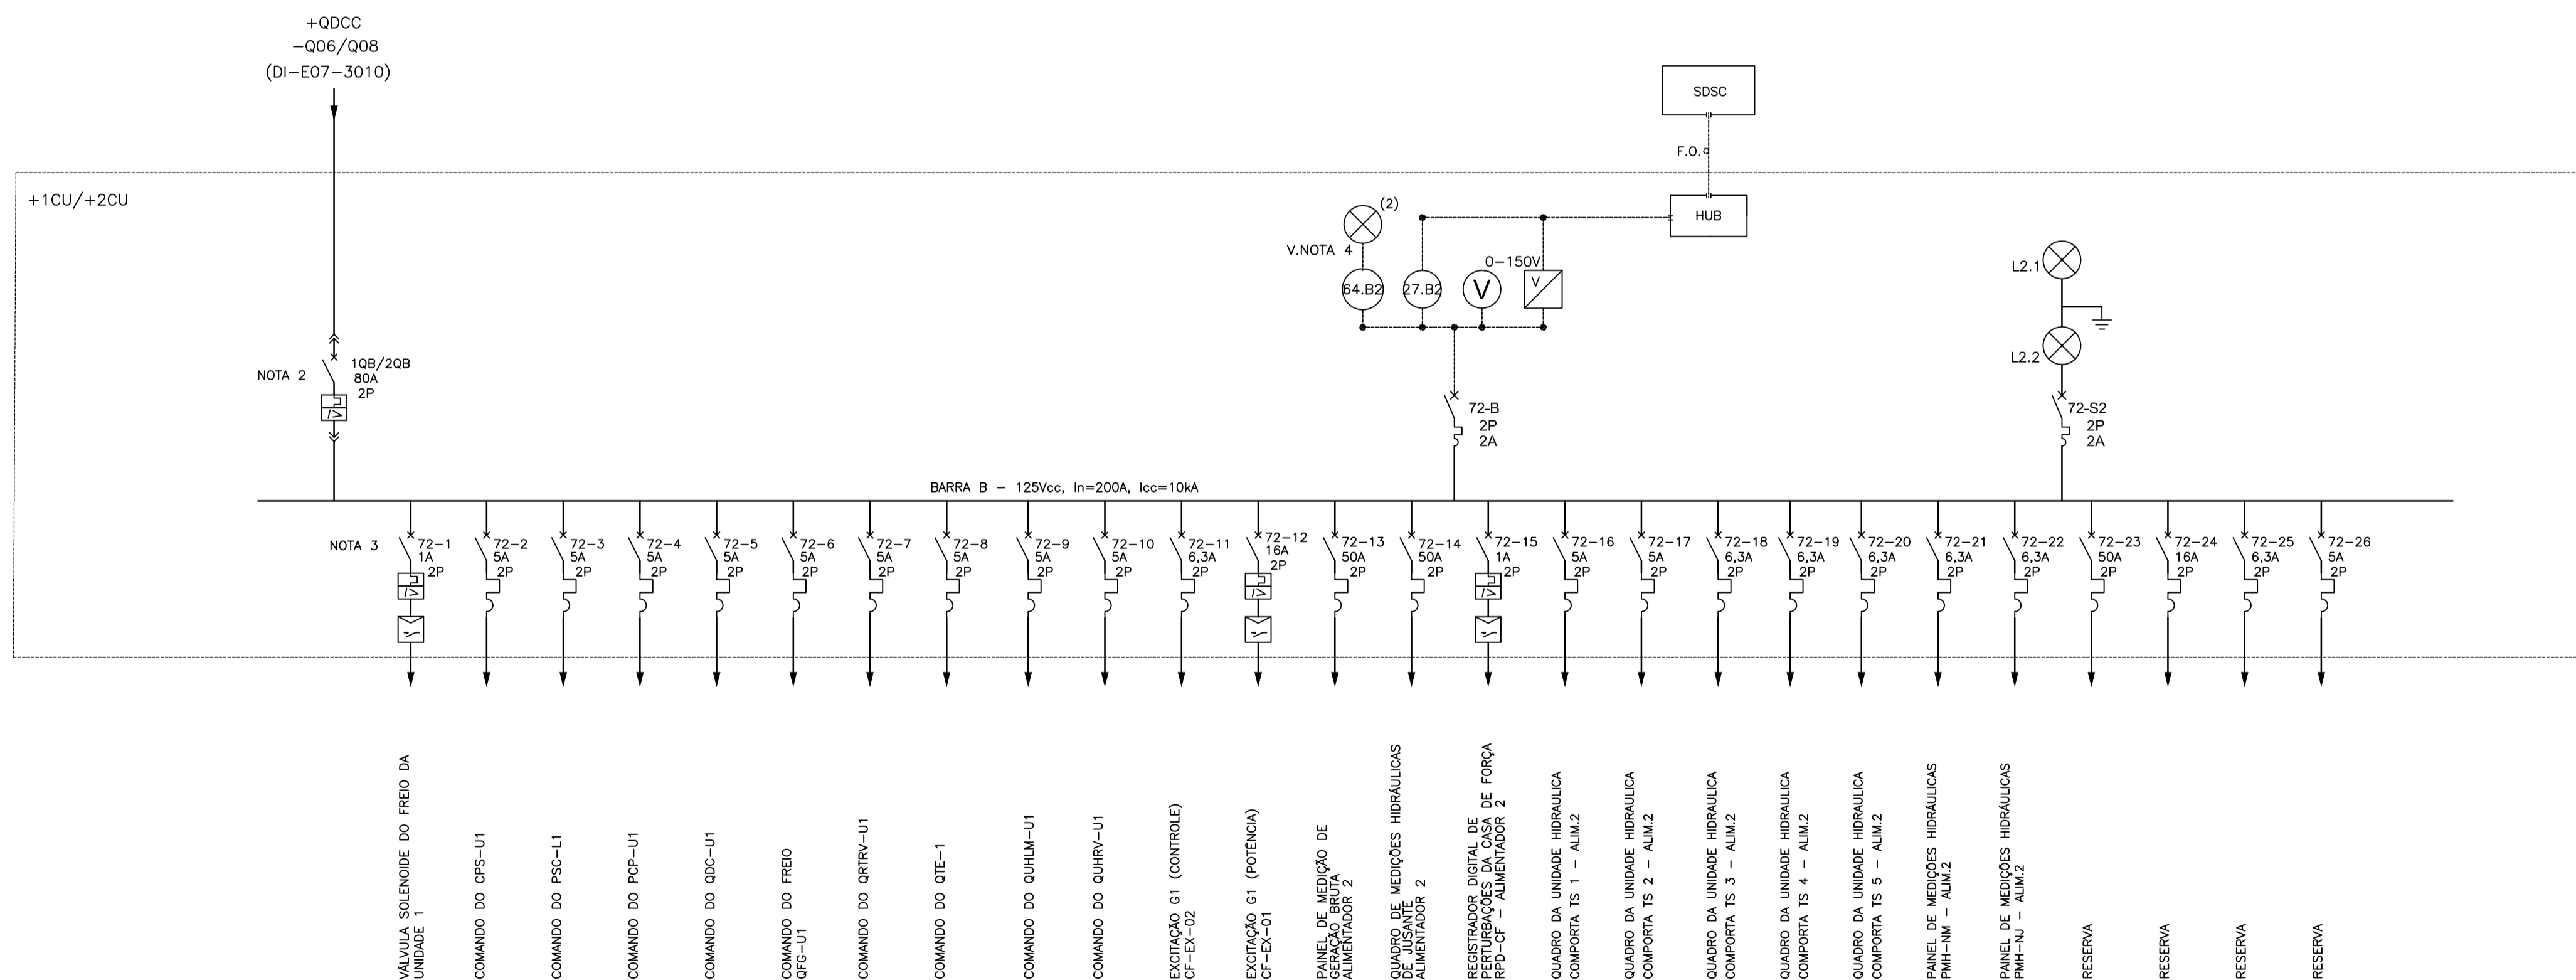 +QDCC
-Q06/Q08
(DI-E07-3010)
SDSC
F.O.
+1CU/+2CU
(2)
HUB
V.NOTA 4
0-150V
L2.1
64.B2
27.B2
V
V
L2.2
NOTA 2
1QB/2QB
80A
2P
I>
72-B
2P
2A
72-S2
2P
2A
BARRA B - 125Vcc, In=200A, Icc=10kA
NOTA 3
72-1
1A
2P
I>
72-2
5A
2P
72-3
5A
2P
72-4
5A
2P
72-5
5A
2P
72-6
5A
2P
72-7
5A
2P
72-8
5A
2P
72-9
5A
2P
72-10
5A
2P
72-11
6,3A
2P
72-12
16A
2P
I>
72-13
50A
2P
72-14
50A
2P
72-15
1A
2P
I>
72-16
5A
2P
72-17
5A
2P
72-18
6,3A
2P
72-19
6,3A
2P
72-20
6,3A
2P
72-21
6,3A
2P
72-22
6,3A
2P
72-23
50A
2P
72-24
16A
2P
72-25
6,3A
2P
72-26
5A
2P
VÁLVULA SOLENOIDE DO FREIO DA
UNIDADE 1
COMANDO DO CPS-U1
COMANDO DO PSC-L1
COMANDO DO PCP-U1
COMANDO DO QDC-U1
COMANDO DO FREIO
QFG-U1
COMANDO DO QRTRV-U1
COMANDO DO QTE-1
COMANDO DO QUHLM-U1
COMANDO DO QUHRV-U1
EXCITAÇÃO G1 (CONTROLE)
CF-EX-02
EXCITAÇÃO G1 (POTÊNCIA)
CF-EX-01
PAINEL DE MEDIÇÃO DE
GERAÇÃO BRUTA
ALIMENTADOR 2
QUADRO DE MEDIÇÕES HIDRÁULICAS
DE JUSANTE
ALIMENTADOR 2
REGISTRADOR DIGITAL DE
PERTURBAÇÕES DA CASA DE FORÇA
RPD-CF - ALIMENTADOR 2
QUADRO DA UNIDADE HIDRAULICA
COMPORTA TS 1 - ALIM.2
QUADRO DA UNIDADE HIDRAULICA
COMPORTA TS 2 - ALIM.2
QUADRO DA UNIDADE HIDRAULICA
COMPORTA TS 3 - ALIM.2
QUADRO DA UNIDADE HIDRAULICA
COMPORTA TS 4 - ALIM.2
QUADRO DA UNIDADE HIDRAULICA
COMPORTA TS 5 - ALIM.2
PAINEL DE MEDIÇÕES HIDRÁULICAS
PMH-NM - ALIM.2
PAINEL DE MEDIÇÕES HIDRÁULICAS
PMH-NJ - ALIM.2
RESERVA
RESERVA
RESERVA
RESERVA